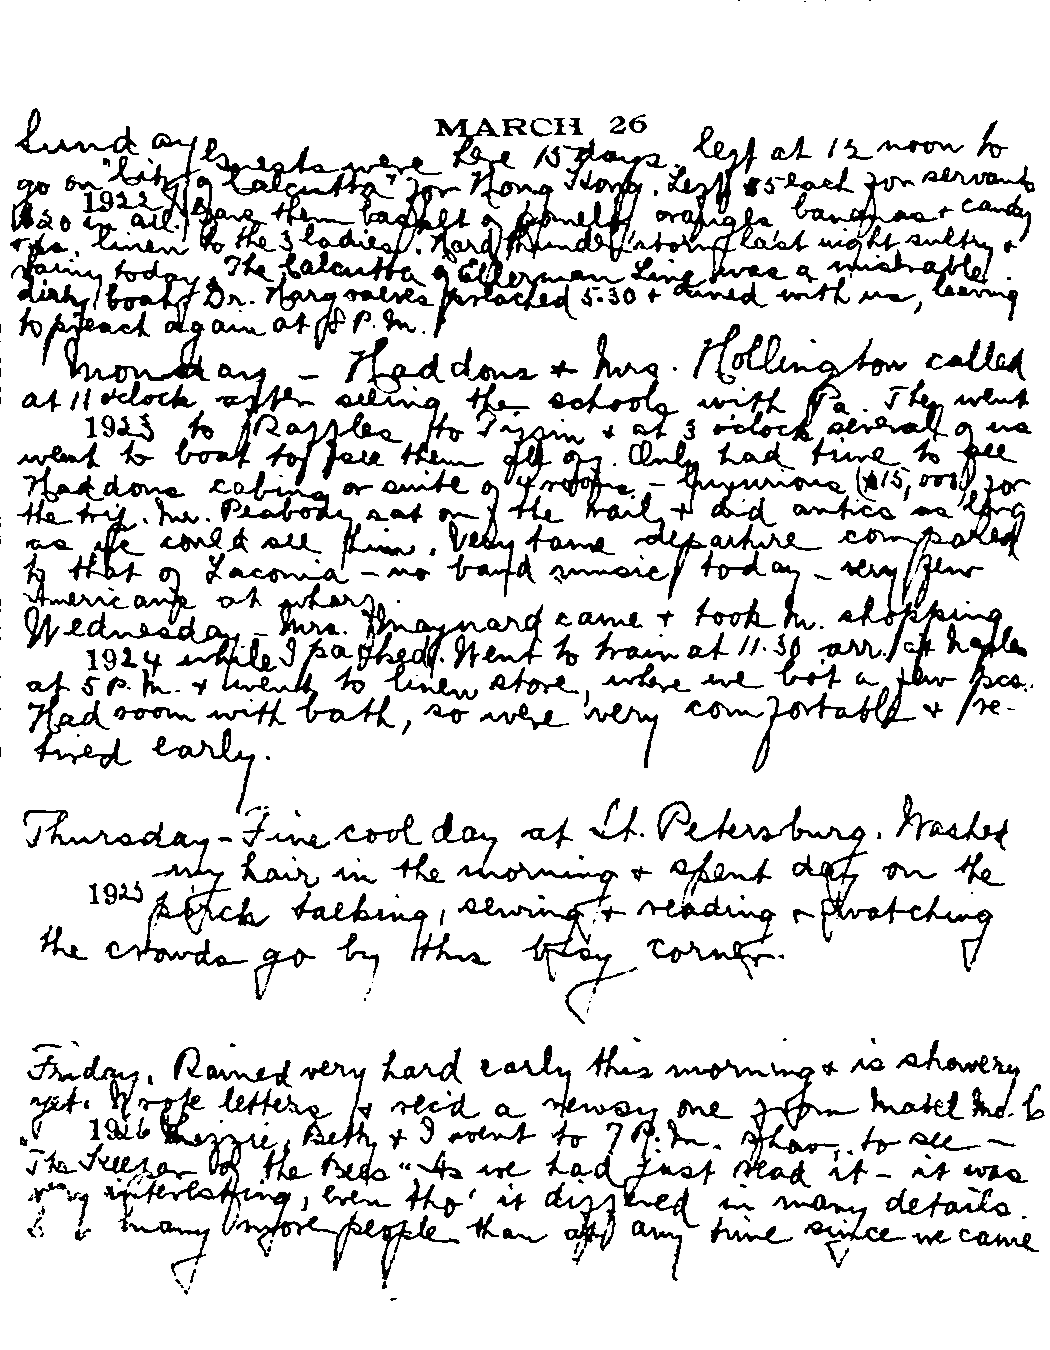 MARCH 26
Sunday Guests were here 15 days. left at 12 noon to
go on "City of Calcutta" for Hong Kong. Left $5 each for servants
1922 $20 in all. Gave them basket of pomelos oranges bananas & candy
& linen to the 3 ladies. Hard thunder storm last night sultry &
rainy today. The Calcutta of Ellerman Line was a miserable
dirty boat. Dr. Hargraves preached 5.30 & dined with us, leaving
to preach again at 8 P.M.
Monday – Haddons & Mrs. Hollington called
at 11 o'clock after seeing the schools with Pa. They went
1923 to Raffles to Tiffin & at 3 o'clock several of us
went to boat to see them off. Only had time to see
Haddons cabing or suite of 4 rooms – luxurious ($15,000) for
the trip. Mr. Peabody sat on the rail & did antics as long
as we could see him. Very tame departure compared
to that of Laconia – no band music today – very few
Americans at wharf.
Wednesday – Mrs. Maynard came & took M. shopping
1924 while I packed. Went to train at 11.30 arr. at Naples
at 5 P.M. & went to linen store, where we bot a few pcs.
Had room with bath, so were very comfortable & re-
tired early.
Thursday – Fine cool day at St. Petersburg. Washed
my hair in the morning & spent day on the
1925 porch talking, sewing & reading & watching
the crowds go by this busy corner.
Friday. Rained very hard early this morning & is showery
yet. Wrote letters & rec'd a newsy one from Mabel Mc.
1926 Lizzie, Beth & I went to 7 P.M. show, to see –
"The Keeper of the Bees". As we had just read it – it was
very interesting, even tho' it differed in many details.
many more people than at any time since we came